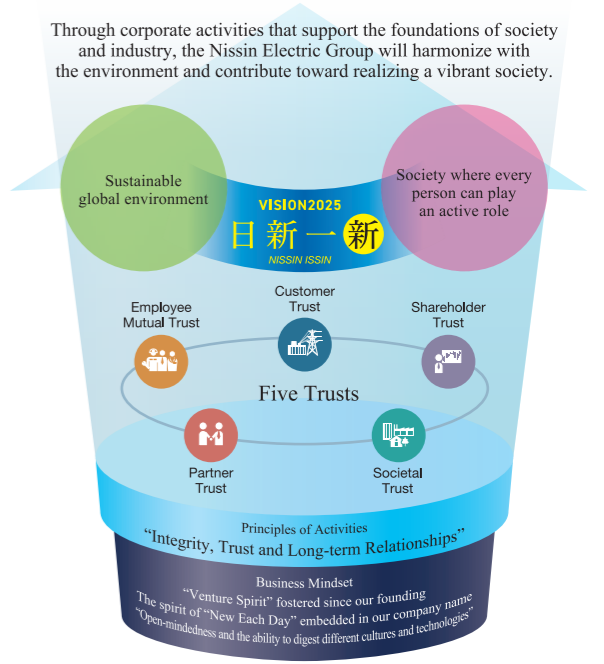 Through corporate activities that support the foundations of society
and industry, the Nissin Electric Group will harmonize with
the environment and contribute toward realizing a vibrant society.
Sustainable
global environment
Society where every
person can play
an active role
VISION2025
日新一新
NISSIN ISSIN
Customer
Trust
Employee
Mutual Trust
Shareholder
Trust
Five Trusts
Partner
Trust
Societal
Trust
Principles of Activities
“Integrity, Trust and Long-term Relationships”
Business Mindset
“Venture Spirit” fostered since our founding
The spirit of “New Each Day” embedded in our company name
“Open-mindedness and the ability to digest different cultures and technologies”